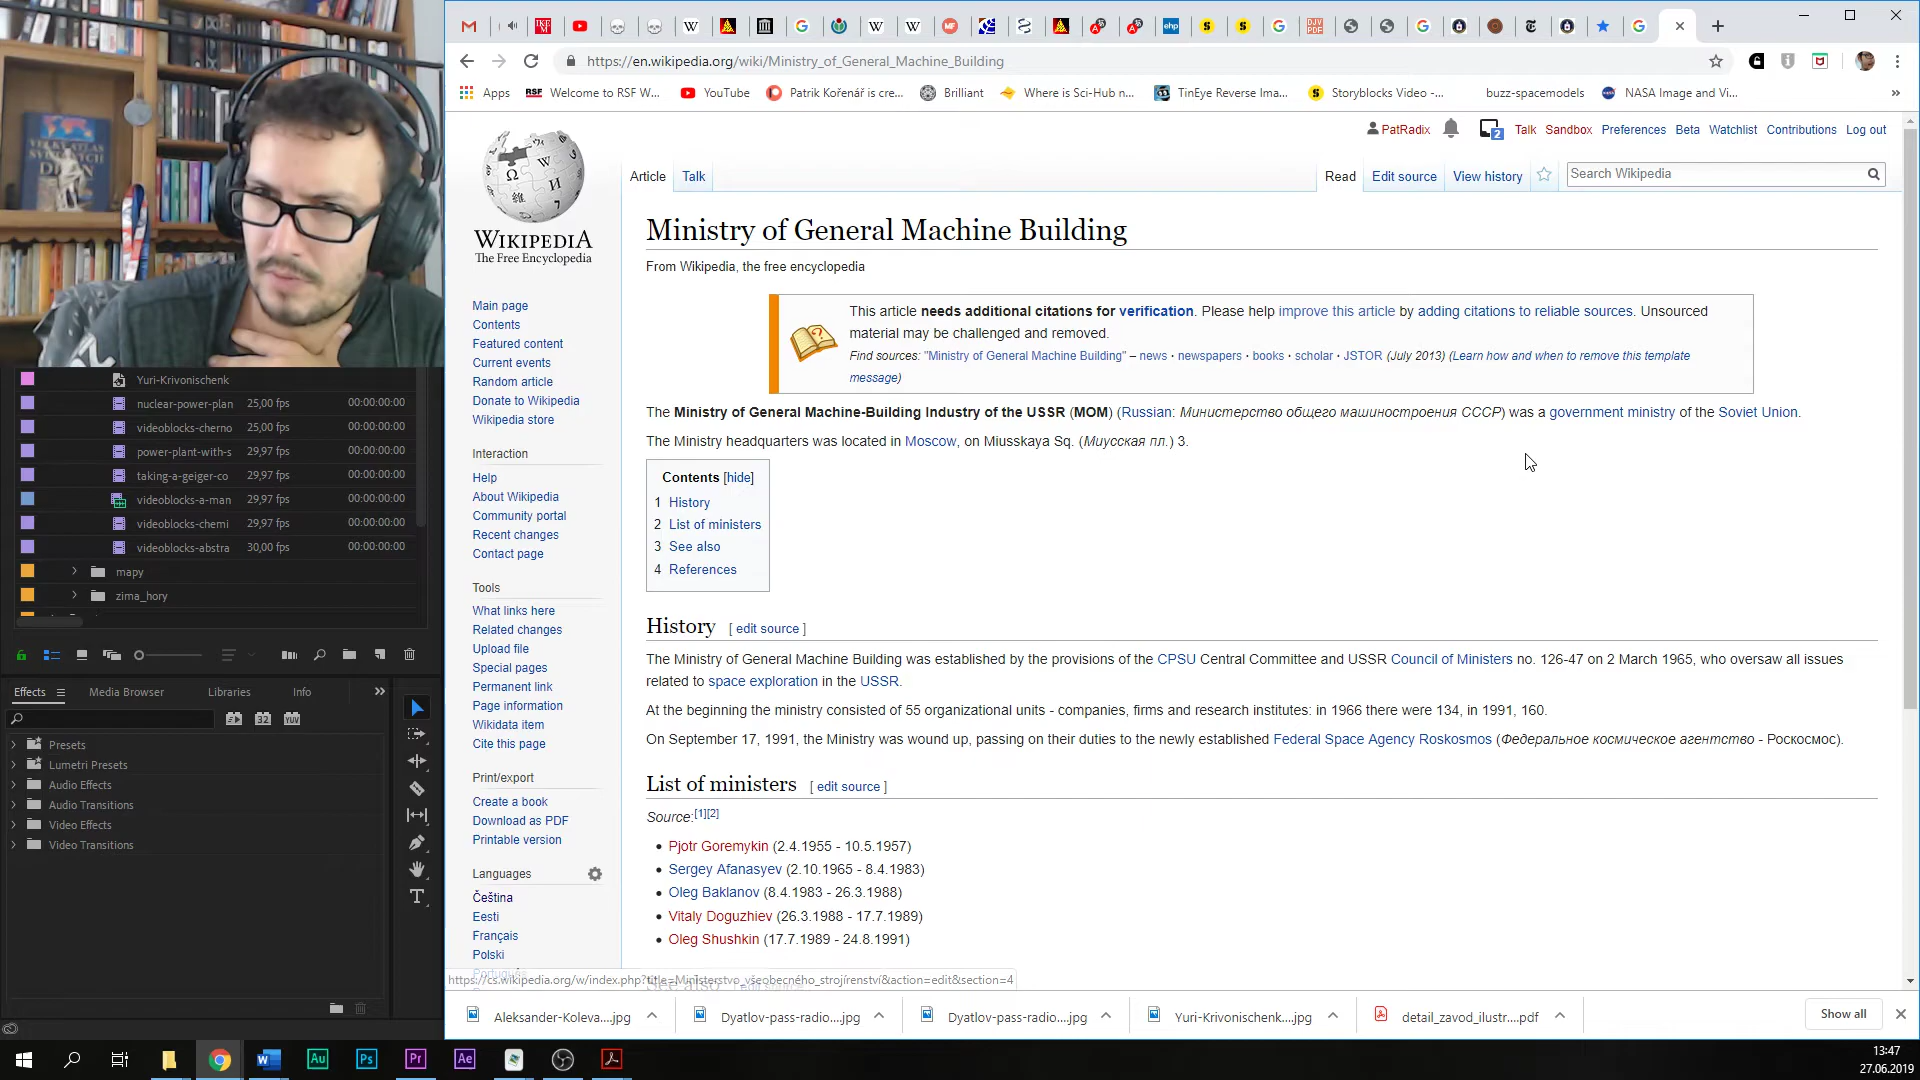 https://en.wikipedia.org/wiki/Ministry_of_General_Machine_Building
Apps
Welcome to RSF W...
YouTube
Patrik Kořenář is cre...
Brilliant
Where is Sci-Hub n...
TinEye Reverse Ima...
Storyblocks Video -...
buzz-spacemodels
NASA Image and Vi...
PatRadix
2
Talk
Sandbox
Preferences
Beta
Watchlist
Contributions
Log out
WIKIPEDIA
The Free Encyclopedia
Article
Talk
Read
Edit source
View history
Search Wikipedia
Ministry of General Machine Building
From Wikipedia, the free encyclopedia
This article needs additional citations for verification. Please help improve this article by adding citations to reliable sources. Unsourced
material may be challenged and removed.
Find sources: "Ministry of General Machine Building" – news · newspapers · books · scholar · JSTOR (July 2013) (Learn how and when to remove this template
message)
The Ministry of General Machine-Building Industry of the USSR (MOM) (Russian: Министерство общего машиностроения СССР) was a government ministry of the Soviet Union.
The Ministry headquarters was located in Moscow, on Miusskaya Sq. (Миусская пл.) 3.
Contents [hide]
1 History
2 List of ministers
3 See also
4 References
History [ edit source ]
The Ministry of General Machine Building was established by the provisions of the CPSU Central Committee and USSR Council of Ministers no. 126-47 on 2 March 1965, who oversaw all issues
related to space exploration in the USSR.
At the beginning the ministry consisted of 55 organizational units - companies, firms and research institutes: in 1966 there were 134, in 1991, 160.
On September 17, 1991, the Ministry was wound up, passing on their duties to the newly established Federal Space Agency Roskosmos (Федеральное космическое агентство - Роскосмос).
List of ministers [ edit source ]
Source:[1][2]
• Pjotr Goremykin (2.4.1955 - 10.5.1957)
• Sergey Afanasyev (2.10.1965 - 8.4.1983)
• Oleg Baklanov (8.4.1983 - 26.3.1988)
• Vitaly Doguzhiev (26.3.1988 - 17.7.1989)
• Oleg Shushkin (17.7.1989 - 24.8.1991)
Main page
Contents
Featured content
Current events
Random article
Donate to Wikipedia
Wikipedia store
Interaction
Help
About Wikipedia
Community portal
Recent changes
Contact page
Tools
What links here
Related changes
Upload file
Special pages
Permanent link
Page information
Wikidata item
Cite this page
Print/export
Create a book
Download as PDF
Printable version
Languages
Čeština
Eesti
Français
Polski
https://cs.wikipedia.org/w/index.php?title=Ministerstvo_všeobecného_strojírenství&action=edit&section=4
Yuri-Krivonischenk
nuclear-power-plan 25,00 fps 00:00:00:00
videoblocks-cherno 25,00 fps 00:00:00:00
power-plant-with-s 29,97 fps 00:00:00:00
taking-a-geiger-co 29,97 fps 00:00:00:00
videoblocks-a-man 29,97 fps 00:00:00:00
videoblocks-chemi 29,97 fps 00:00:00:00
videoblocks-abstra 30,00 fps 00:00:00:00
mapy
zima_hory
Effects
Media Browser
Libraries
Info
32
YUV
Presets
Lumetri Presets
Audio Effects
Audio Transitions
Video Effects
Video Transitions
Aleksander-Koleva....jpg
Dyatlov-pass-radio....jpg
Dyatlov-pass-radio....jpg
Yuri-Krivonischenk....jpg
detail_zavod_ilustr....pdf
Show all
Au
Ps
Pr
Ae
13:47
27.06.2019